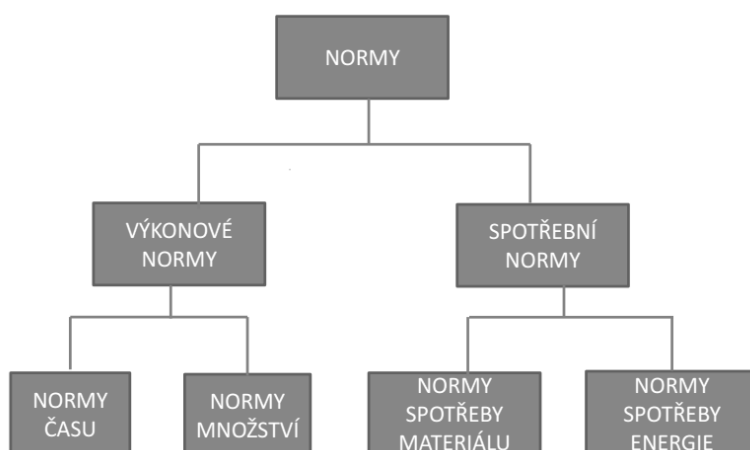 NORMY
VÝKONOVÉ
NORMY
SPOTŘEBNÍ
NORMY
NORMY
ČASU
NORMY
MNOŽSTVÍ
NORMY
SPOTŘEBY
MATERIÁLU
NORMY
SPOTŘEBY
ENERGIE